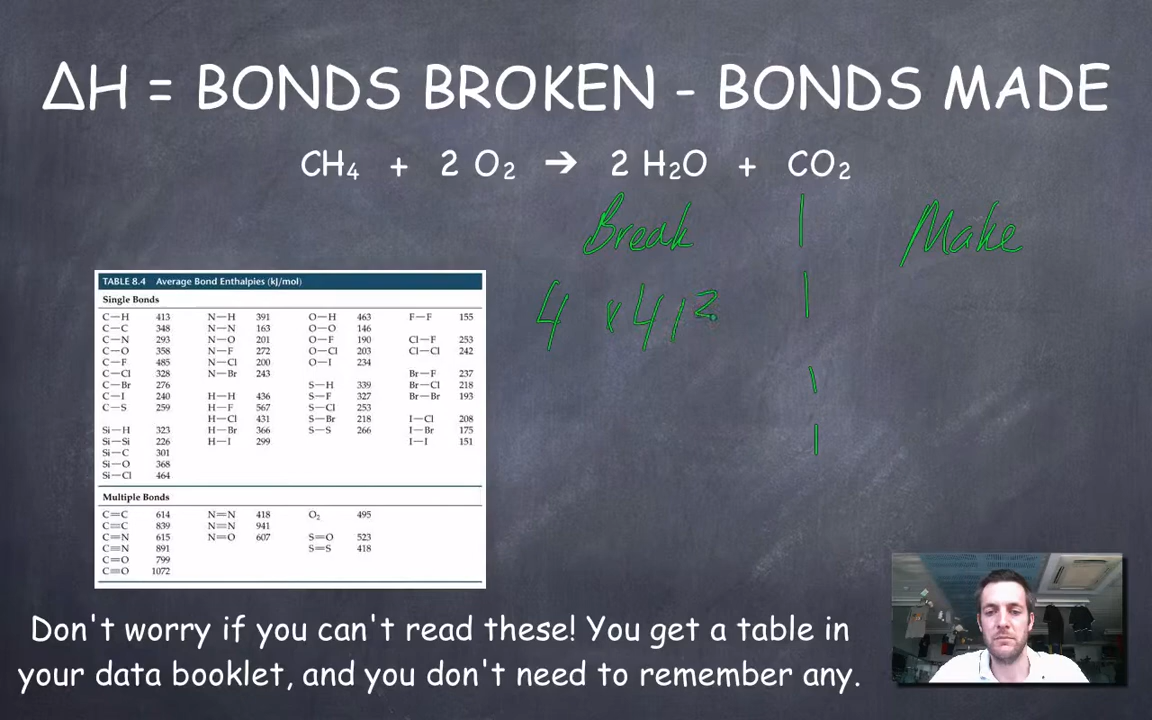 ΔH = BONDS BROKEN - BONDS MADE
CH₄ + 2 O₂ → 2 H₂O + CO₂
Break | Make
4 x 413
TABLE 8.4 Average Bond Enthalpies (kJ/mol)
Single Bonds
C—H 413 N—H 391 O—H 463 F—F 155
C—C 348 N—N 163 O—O 146
C—N 293 N—O 201 O—F 190 Cl—F 253
C—O 358 N—F 272 O—Cl 203 Cl—Cl 242
C—F 485 N—Cl 200 O—I 234
C—Cl 328 N—Br 243 Br—F 237
C—Br 276 S—H 339 Br—Cl 218
C—I 240 H—H 436 S—F 327 Br—Br 193
C—S 259 H—F 567 S—Cl 253
H—Cl 431 S—Br 218 I—Cl 208
Si—H 323 H—Br 366 S—S 266 I—Br 175
Si—Si 226 H—I 299 I—I 151
Si—C 301
Si—O 368
Si—Cl 464
Multiple Bonds
C=C 614 N=N 418 O₂ 495
C≡C 839 N≡N 941
C=N 615 N=O 607 S=O 523
C≡N 891 S=S 418
C=O 799
C≡O 1072
Don't worry if you can't read these! You get a table in
your data booklet, and you don't need to remember any.